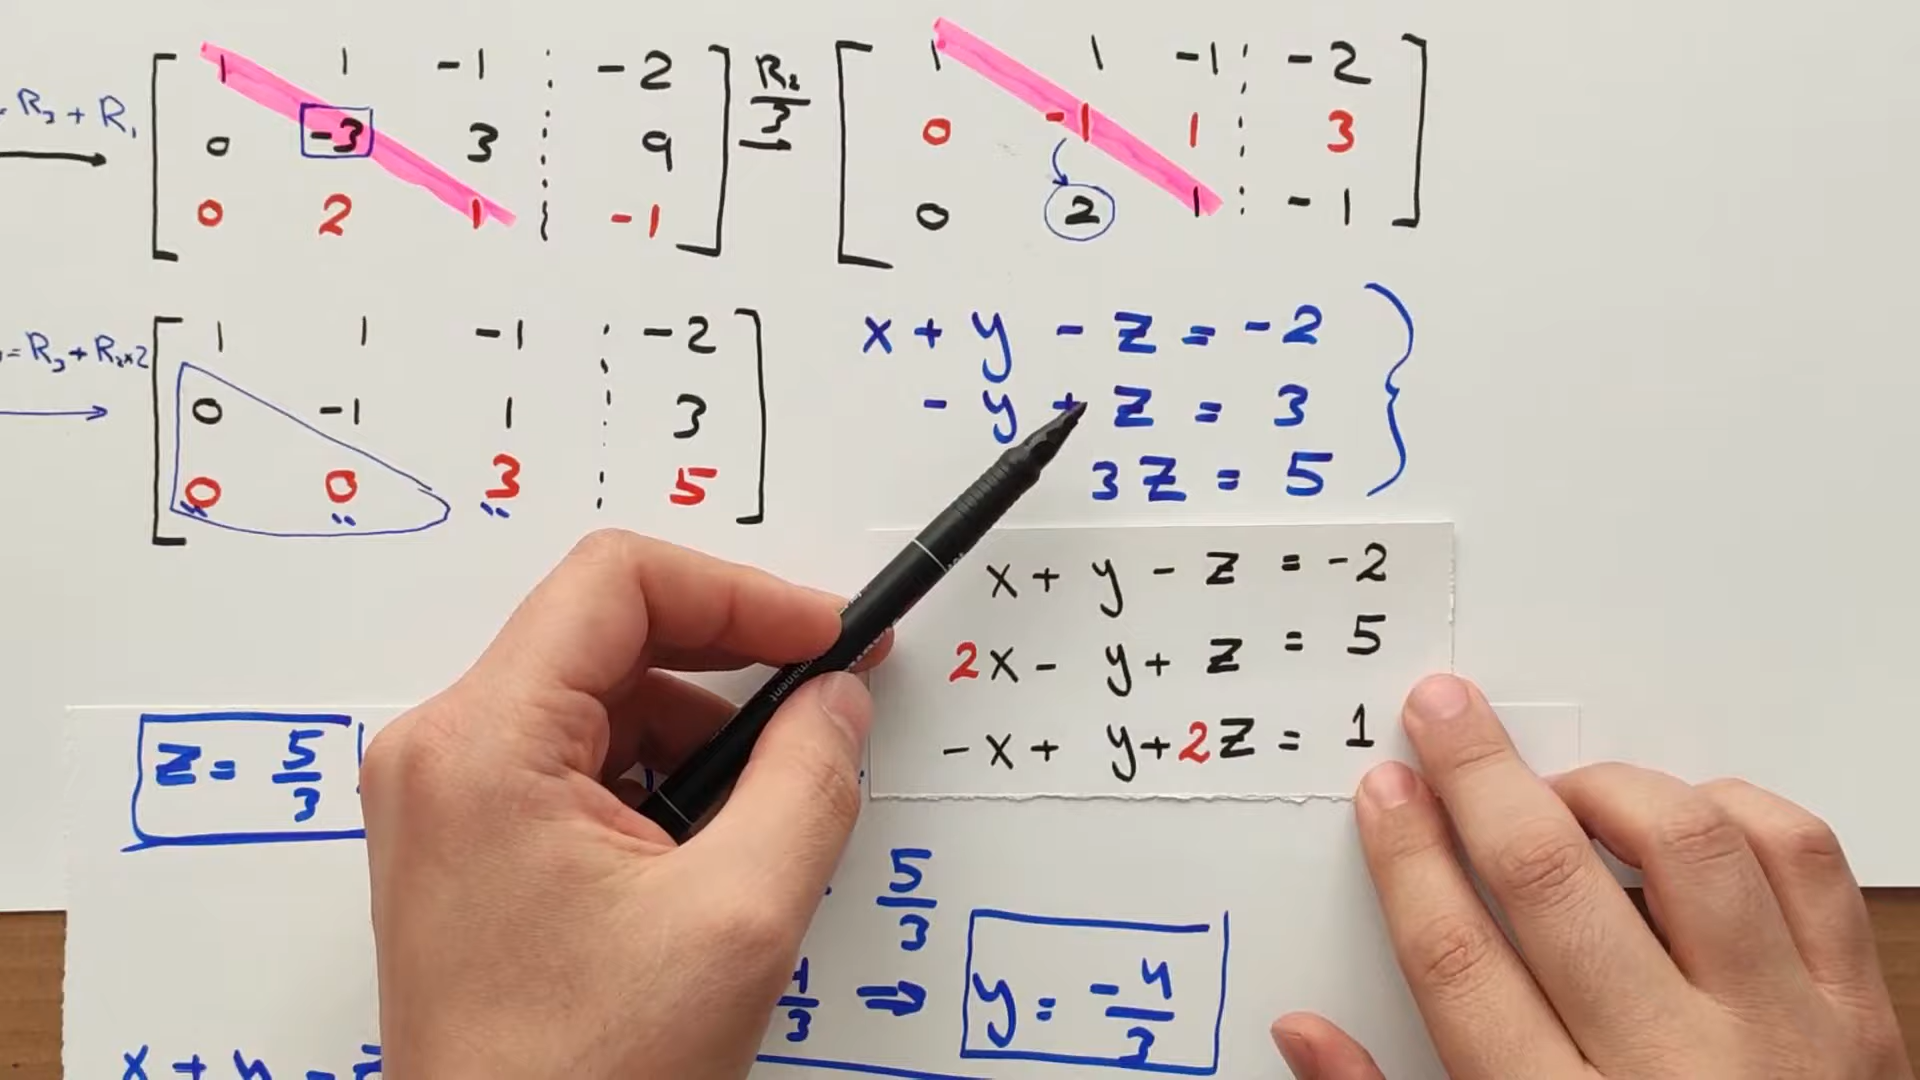 R₃ + R₁
1 1 -1 -2
0 -3 3 9
0 2 1 -1
R₂
3
1 1 -1 -2
0 -1 1 3
0 2 1 -1
= R₃ + R₂×2
1 1 -1 -2
0 -1 1 3
0 0 3 5
x + y - z = -2
- y + z = 3
3z = 5
x + y - z = -2
2x - y + z = 5
-x + y + 2z = 1
z = 5/3
5/3
/3 ⇒ y = -4/3
x + y - z